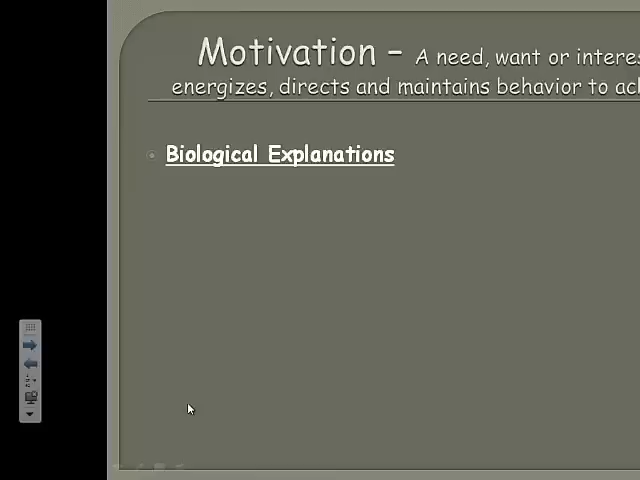 Motivation – A need, want or interes
energizes, directs and maintains behavior to ac
Biological Explanations